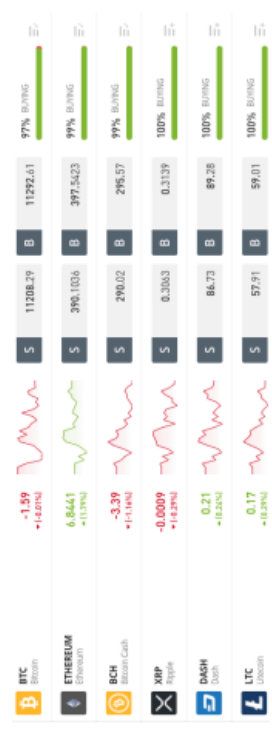 BTC
Bitcoin
-1.59
(-0.01%)
S 11208.29
B 11292.61
97% BUYING
ETHEREUM
Ethereum
6.8441
(1.79%)
S 390.1036
B 397.5423
99% BUYING
BCH
Bitcoin Cash
-3.39
(-1.16%)
S 290.02
B 295.57
99% BUYING
XRP
Ripple
-0.0009
(-0.29%)
S 0.3063
B 0.3139
100% BUYING
DASH
Dash
0.21
(0.24%)
S 86.73
B 89.28
100% BUYING
LTC
Litecoin
0.17
(0.29%)
S 57.91
B 59.01
100% BUYING